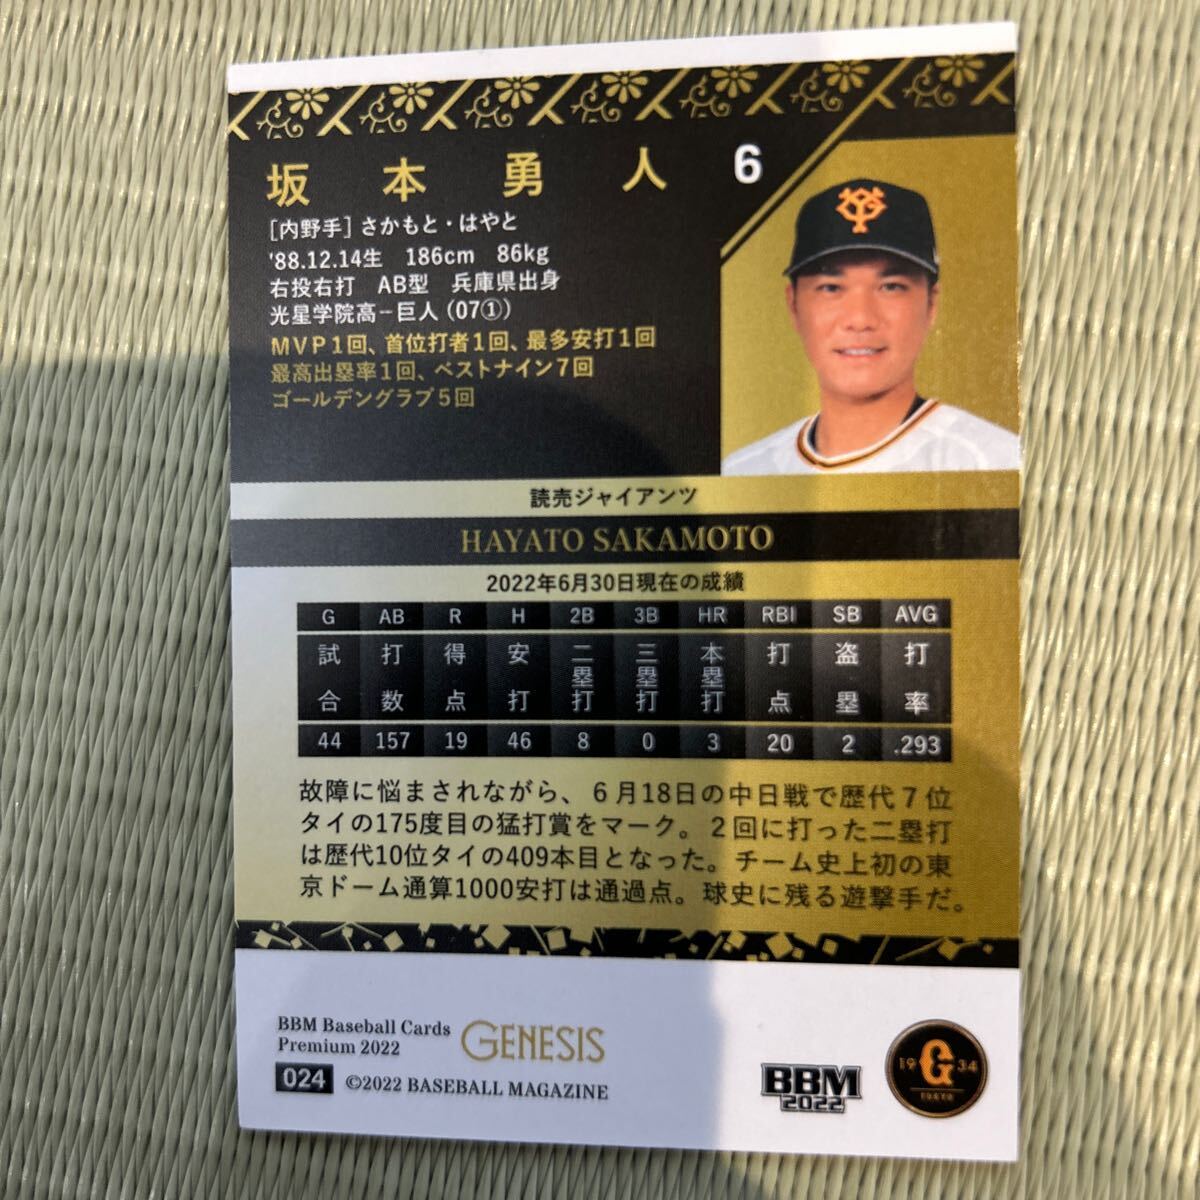 坂本勇人 6
[内野手] さかもと・はやと
'88.12.14生 186cm 86kg
右投右打 AB型 兵庫県出身
光星学院高−巨人 (07①)
MVP1回、首位打者1回、最多安打1回
最高出塁率1回、ベストナイン7回
ゴールデングラブ5回
読売ジャイアンツ
HAYATO SAKAMOTO
2022年6月30日現在の成績
G AB R H 2B 3B HR RBI SB AVG
試合 打数 得点 安打 二塁打 三塁打 本塁打 打点 盗塁 打率
44 157 19 46 8 0 3 20 2 .293
故障に悩まされながら、6月18日の中日戦で歴代7位
タイの175度目の猛打賞をマーク。2回に打った二塁打
は歴代10位タイの409本目となった。チーム史上初の東
京ドーム通算1000安打は通過点。球史に残る遊撃手だ。
BBM Baseball Cards
Premium 2022
GENESIS
024 ©2022 BASEBALL MAGAZINE
BBM
2022
19 G 34
TOKYO